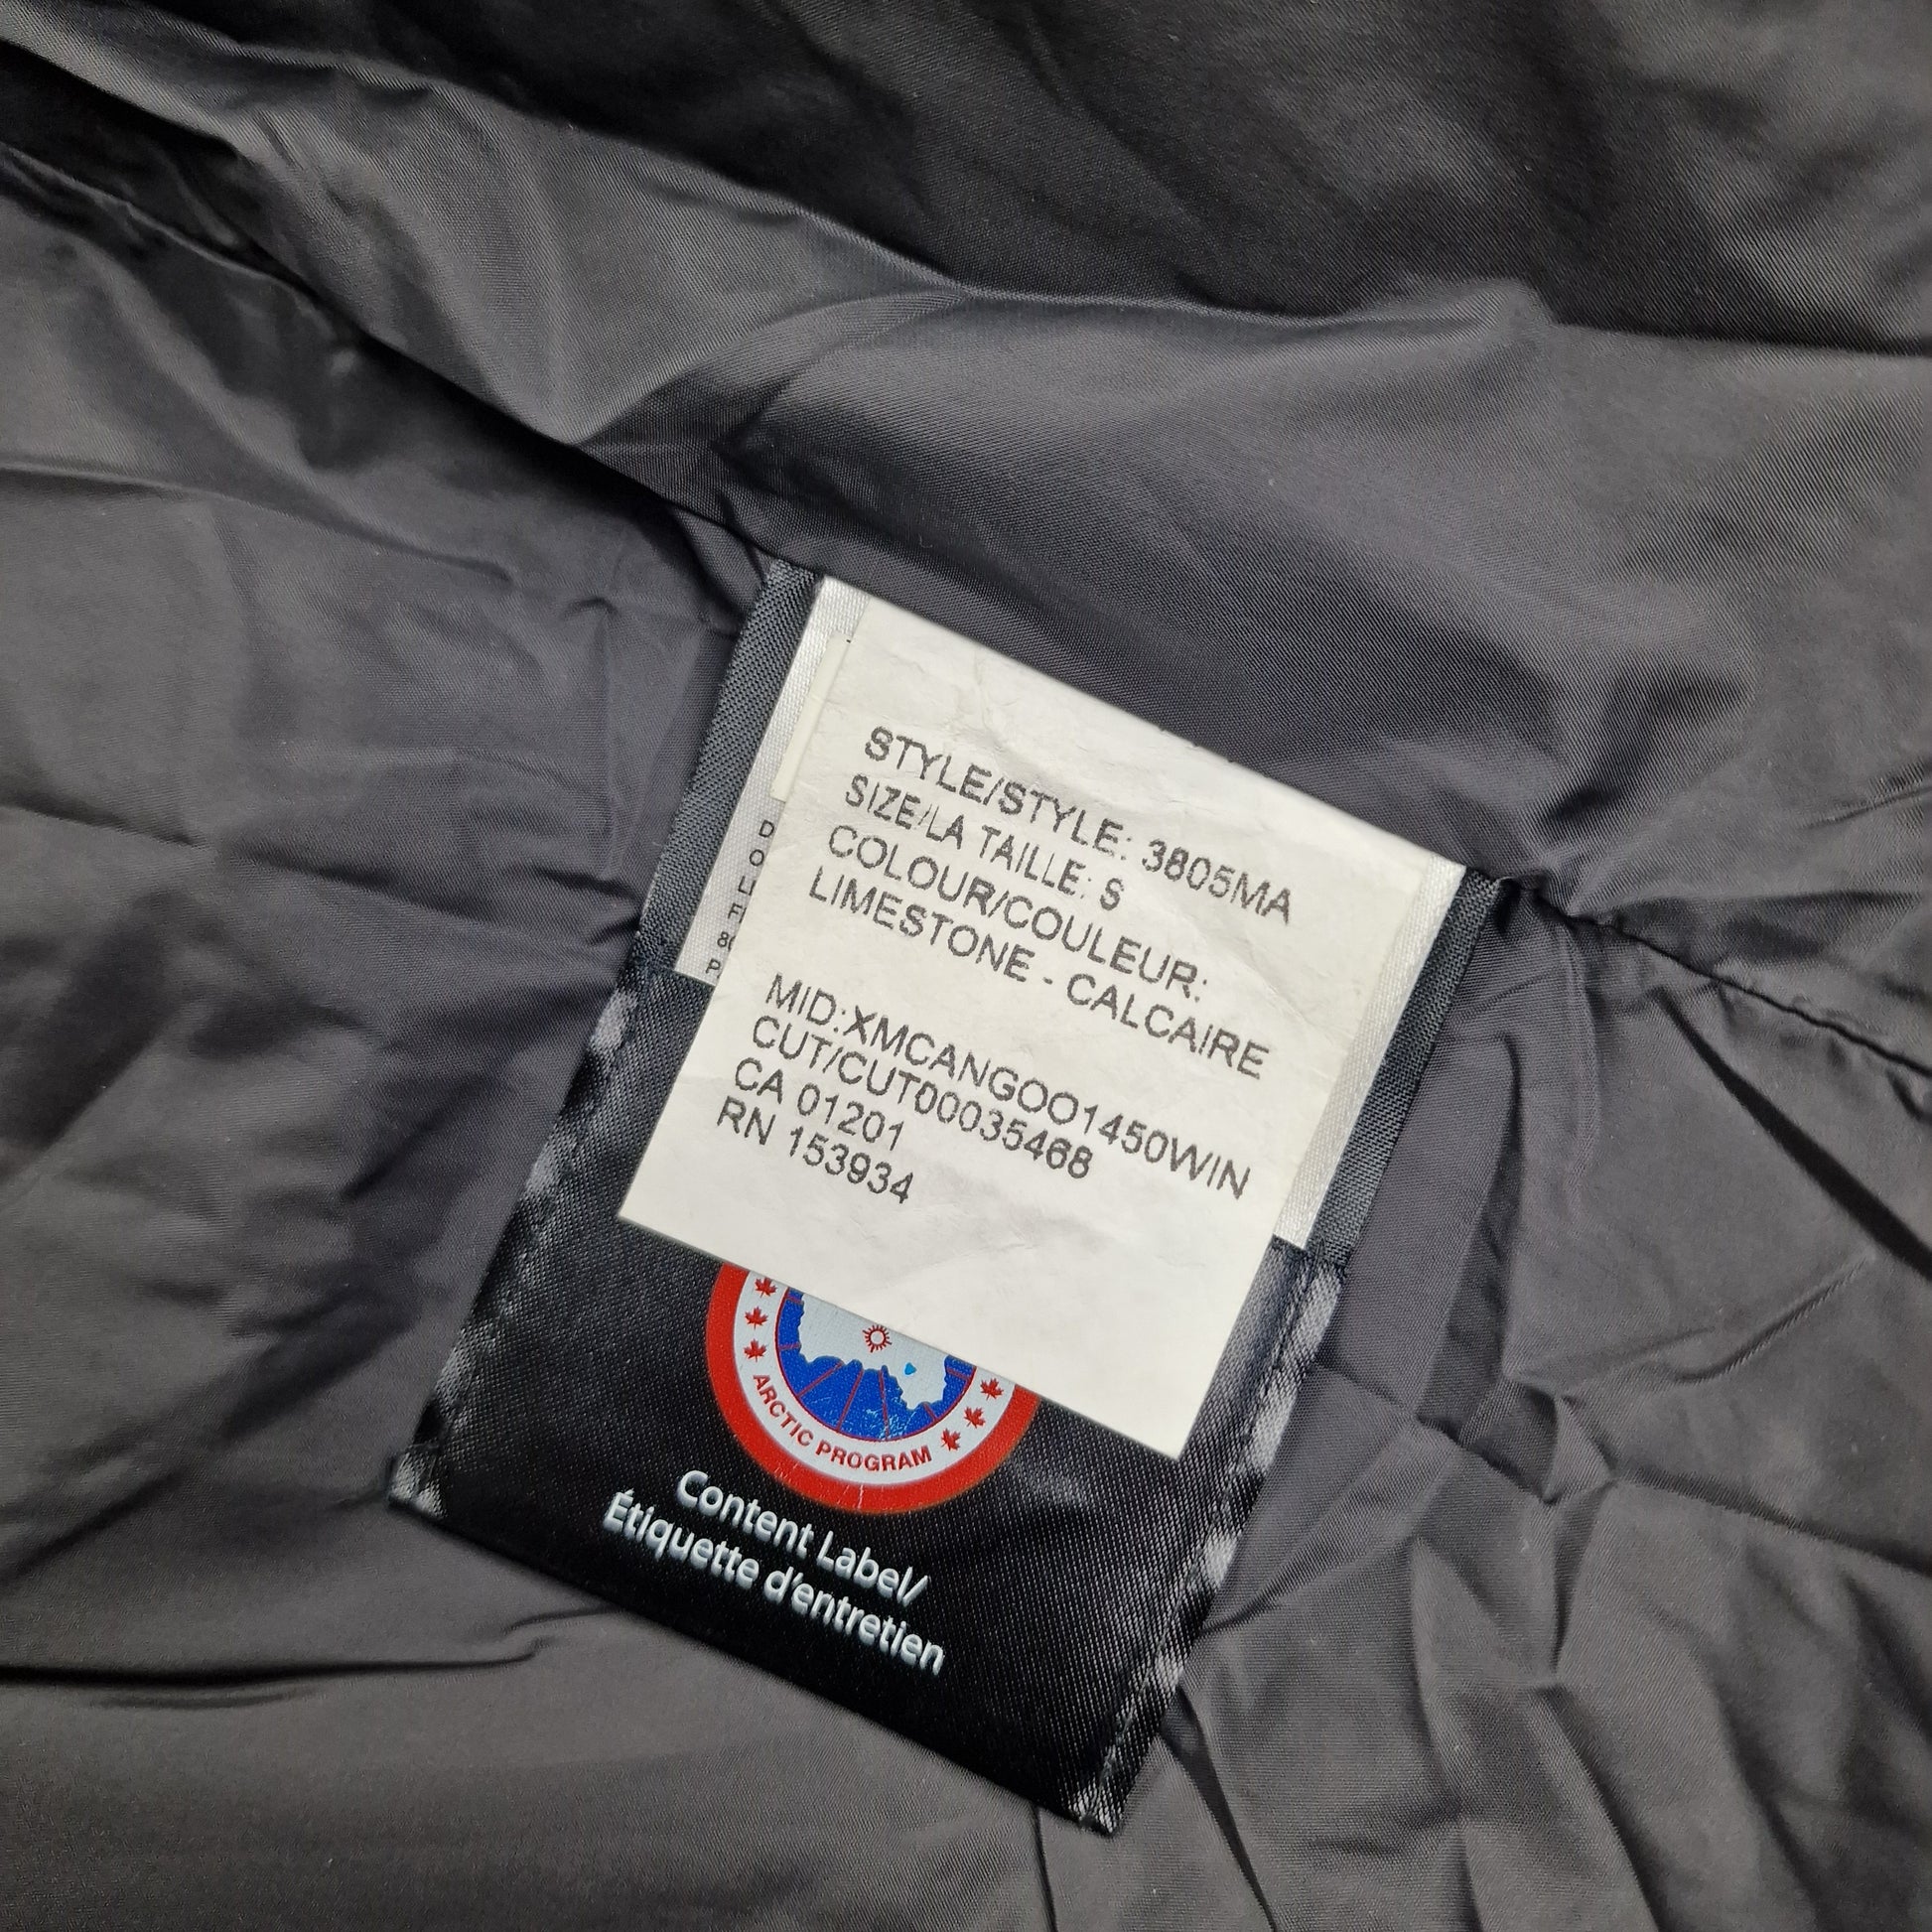 STYLE/STYLE: 3805MA
SIZE/LA TAILLE: S
COLOUR/COULEUR:
LIMESTONE - CALCAIRE
MID:XMCANGOO1450WIN
CUT/CUT00035468
CA 01201
RN 153934
ARCTIC PROGRAM
Content Label/
Étiquette d'entretien